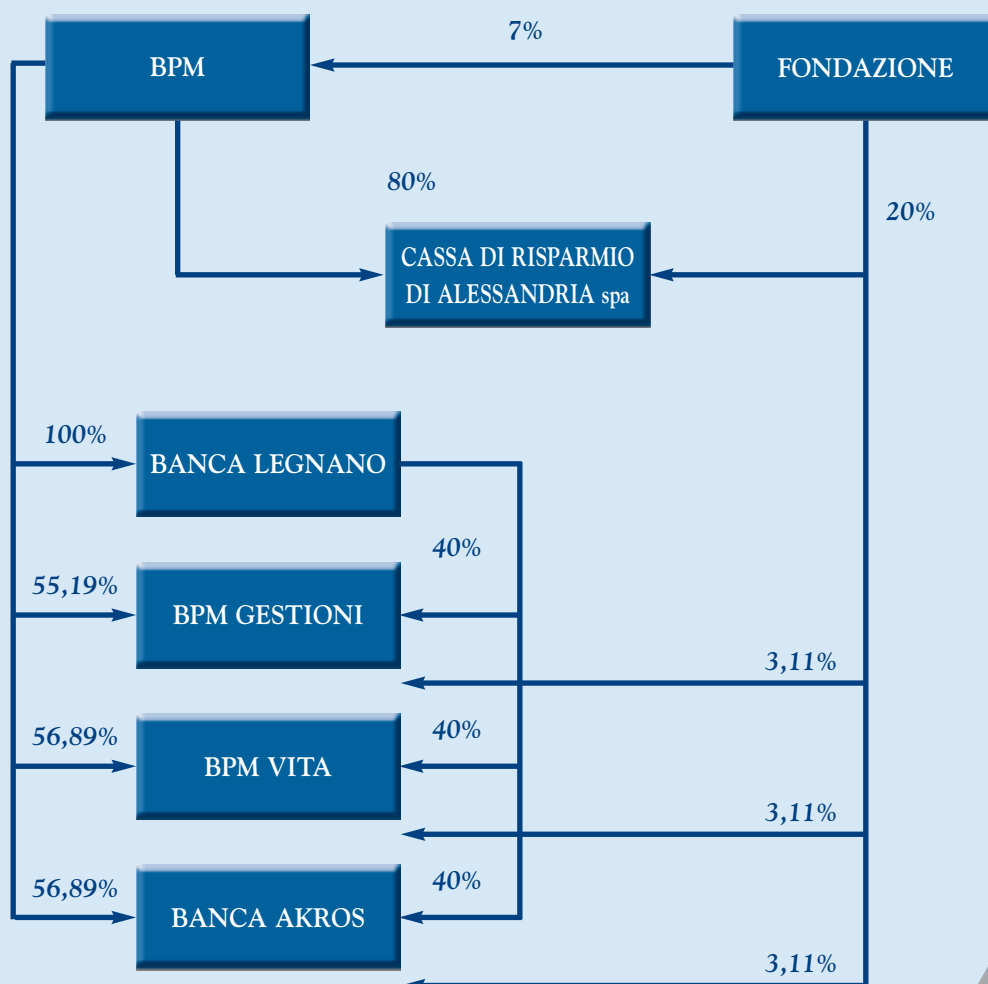 7%
BPM
FONDAZIONE
80%
20%
CASSA DI RISPARMIO
DI ALESSANDRIA spa
100%
BANCA LEGNANO
40%
55,19%
BPM GESTIONI
3,11%
56,89%
40%
BPM VITA
3,11%
56,89%
40%
BANCA AKROS
3,11%